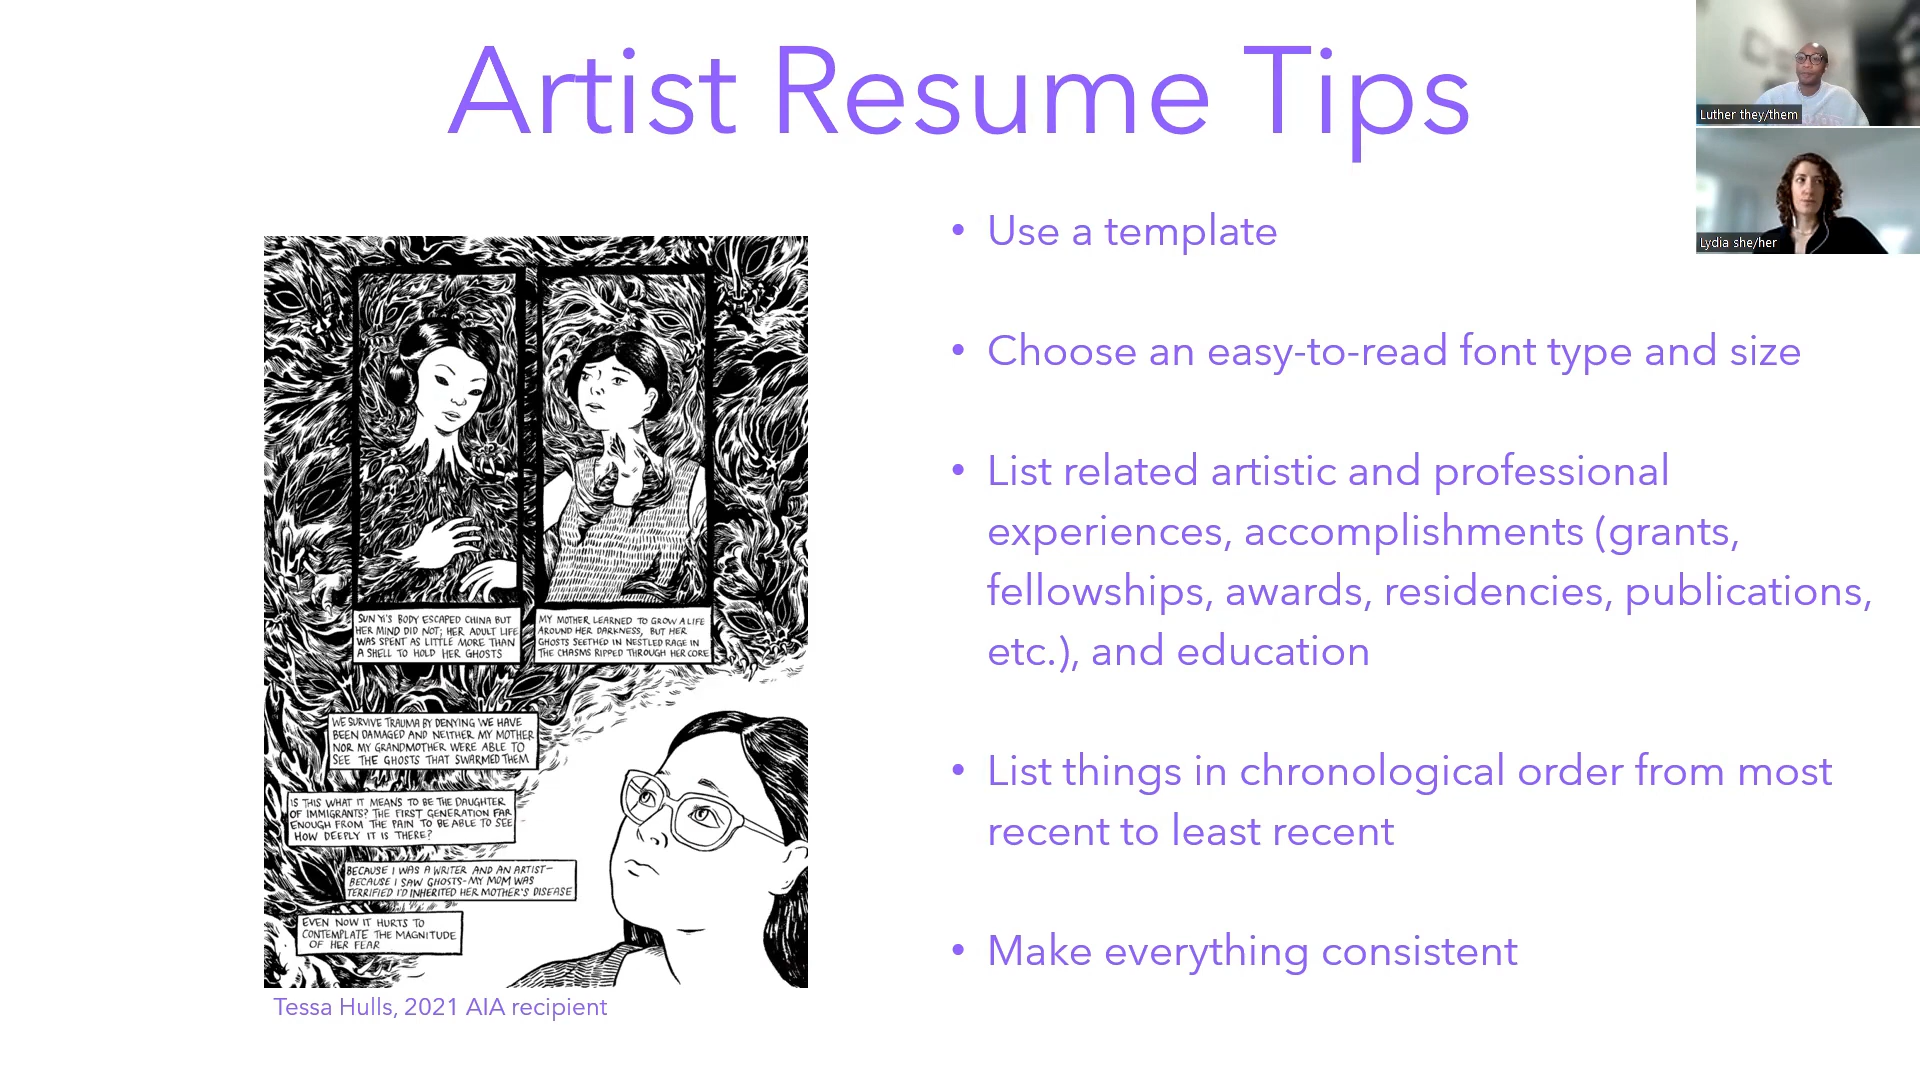 Artist Resume Tips
Luther they/them
Lydia she/her
SUN YI'S BODY ESCAPED CHINA BUT
HER MIND DID NOT; HER ADULT LIFE
WAS SPENT AS LITTLE MORE THAN
A SHELL TO HOLD HER GHOSTS
MY MOTHER LEARNED TO GROW A LIFE
AROUND HER DARKNESS, BUT HER
GHOSTS SEETHED IN NESTLED RAGE IN
THE CHASMS RIPPED THROUGH HER CORE
WE SURVIVE TRAUMA BY DENYING WE HAVE
BEEN DAMAGED AND NEITHER MY MOTHER
NOR MY GRANDMOTHER WERE ABLE TO
SEE THE GHOSTS THAT SWARMED THEM
IS THIS WHAT IT MEANS TO BE THE DAUGHTER
OF IMMIGRANTS? THE FIRST GENERATION FAR
ENOUGH FROM THE PAIN TO BE ABLE TO SEE
HOW DEEPLY IT IS THERE?
BECAUSE I WAS A WRITER AND AN ARTIST—
BECAUSE I SAW GHOSTS—MY MOM WAS
TERRIFIED I'D INHERITED HER MOTHER'S DISEASE
EVEN NOW IT HURTS TO
CONTEMPLATE THE MAGNITUDE
OF HER FEAR
Tessa Hulls, 2021 AIA recipient
• Use a template
• Choose an easy-to-read font type and size
• List related artistic and professional
experiences, accomplishments (grants,
fellowships, awards, residencies, publications,
etc.), and education
• List things in chronological order from most
recent to least recent
• Make everything consistent